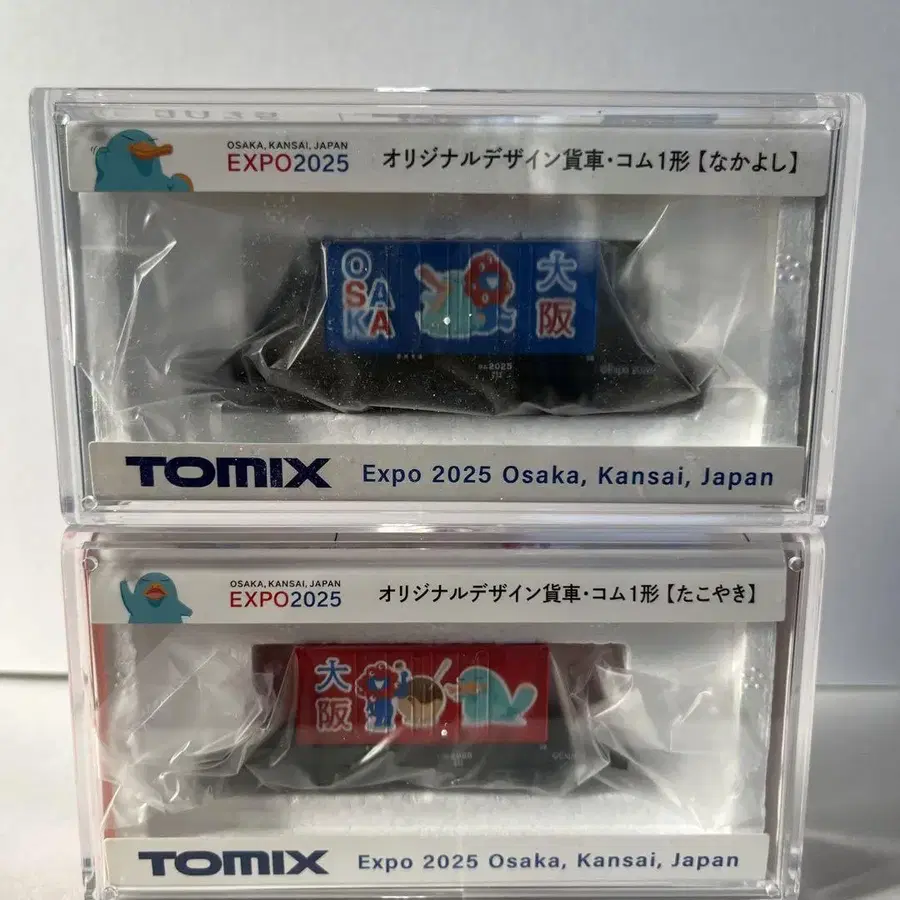 OSAKA, KANSAI, JAPAN
EXPO2025
オリジナルデザイン貨車・コム1形【なかよし】
OSAKA
大阪
2025
TOMIX
Expo 2025 Osaka, Kansai, Japan
OSAKA, KANSAI, JAPAN
EXPO2025
オリジナルデザイン貨車・コム1形【たこやき】
大阪
TOMIX
Expo 2025 Osaka, Kansai, Japan